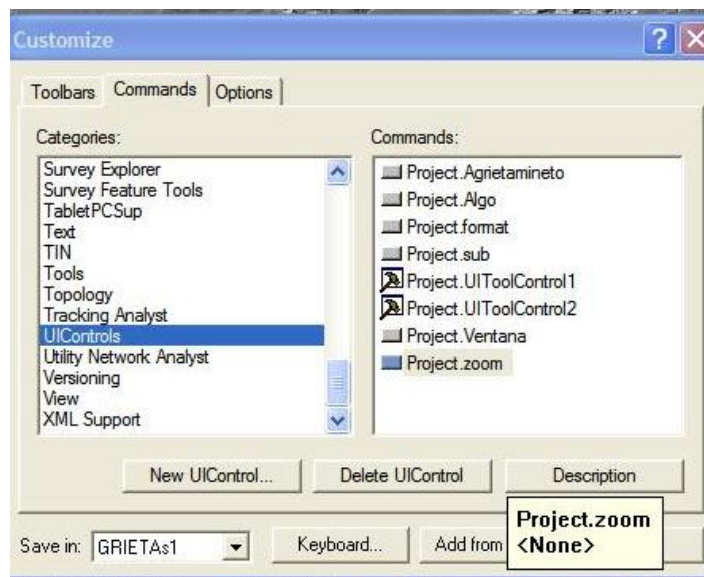 Customize
Toolbars Commands Options
Categories:
Survey Explorer
Survey Feature Tools
TabletPCSup
Text
TIN
Tools
Topology
Tracking Analyst
UIControls
Utility Network Analyst
Versioning
View
XML Support
Commands:
Project.Agrietamineto
Project.Algo
Project.format
Project.sub
Project.UIToolControl1
Project.UIToolControl2
Project.Ventana
Project.zoom
New UIControl... Delete UIControl Description
Save in: GRIETAs1 Keyboard... Add from
Project.zoom
<None>